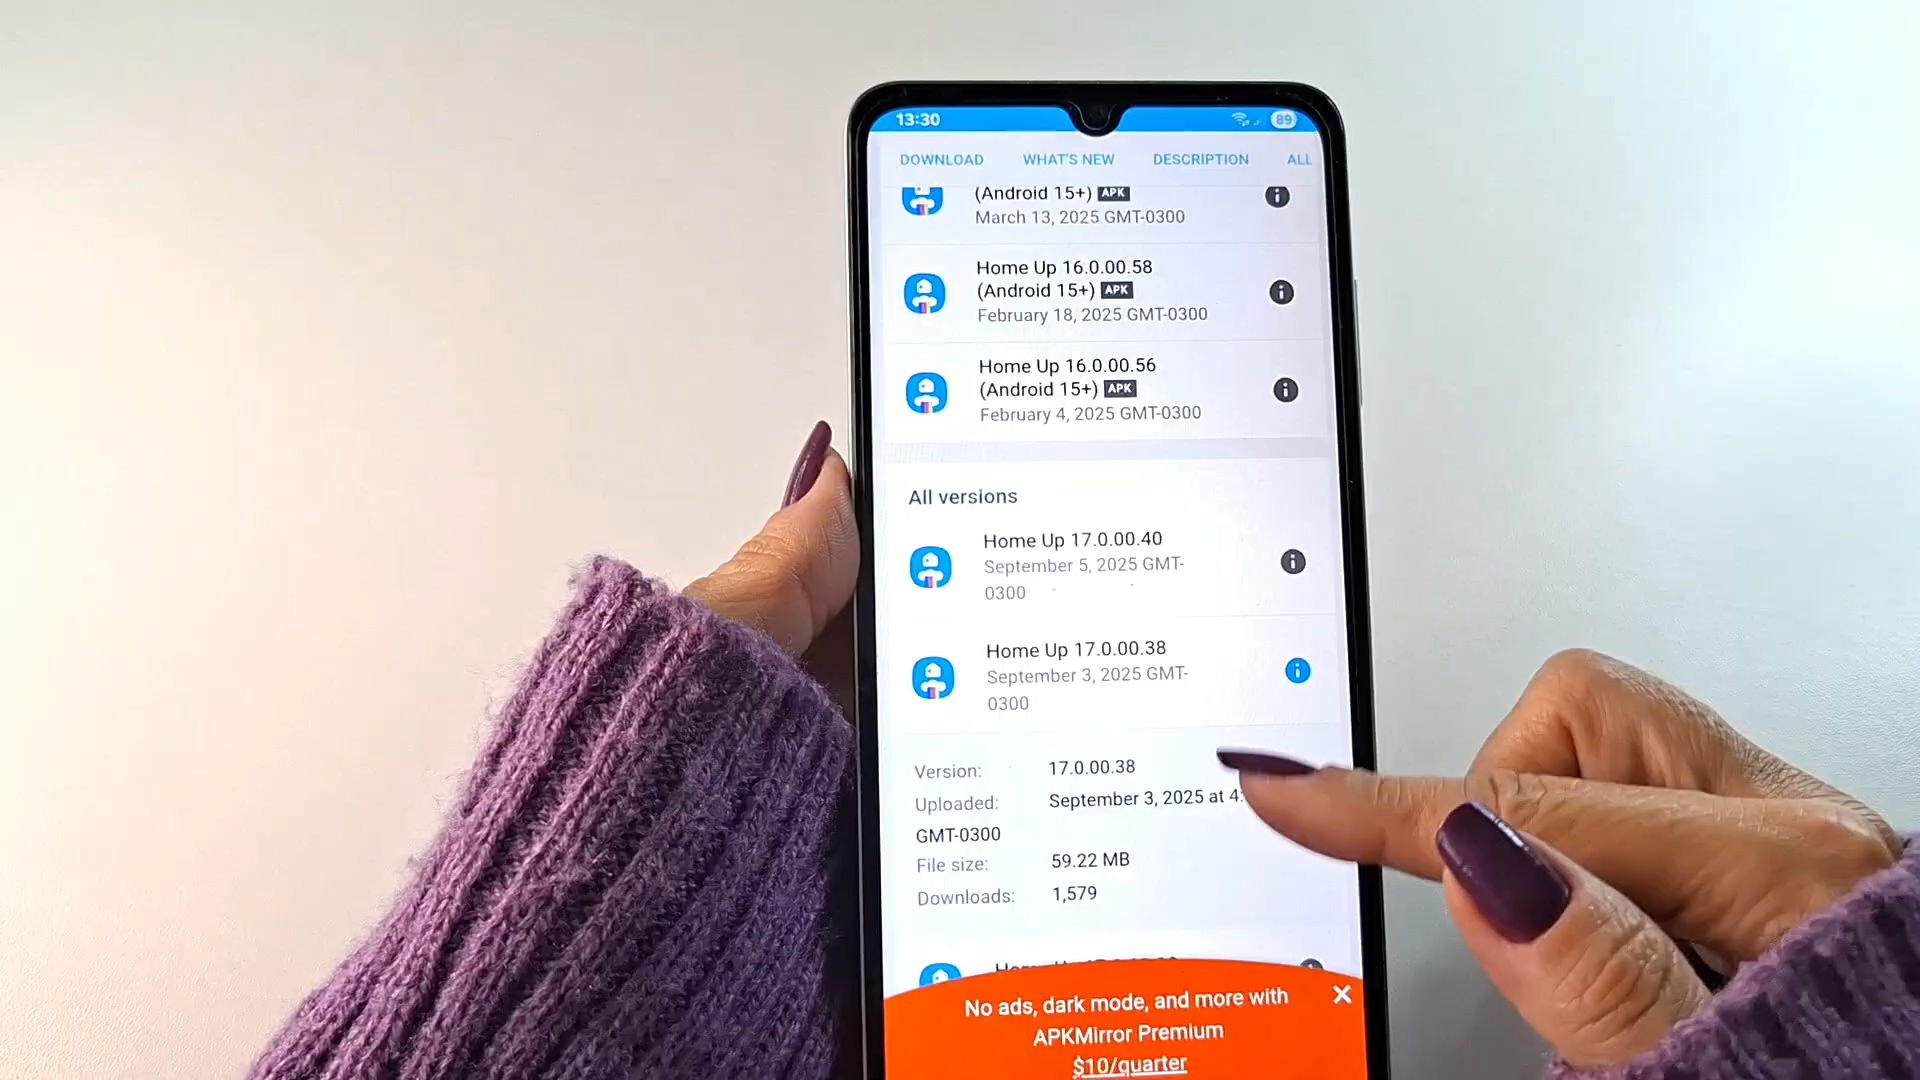 13:30
89
DOWNLOAD WHAT'S NEW DESCRIPTION ALL
(Android 15+) APK
March 13, 2025 GMT-0300
Home Up 16.0.00.58
(Android 15+) APK
February 18, 2025 GMT-0300
Home Up 16.0.00.56
(Android 15+) APK
February 4, 2025 GMT-0300
All versions
Home Up 17.0.00.40
September 5, 2025 GMT-
0300
Home Up 17.0.00.38
September 3, 2025 GMT-
0300
Version: 17.0.00.38
Uploaded: September 3, 2025 at 4:
GMT-0300
File size: 59.22 MB
Downloads: 1,579
No ads, dark mode, and more with
APKMirror Premium
$10/quarter